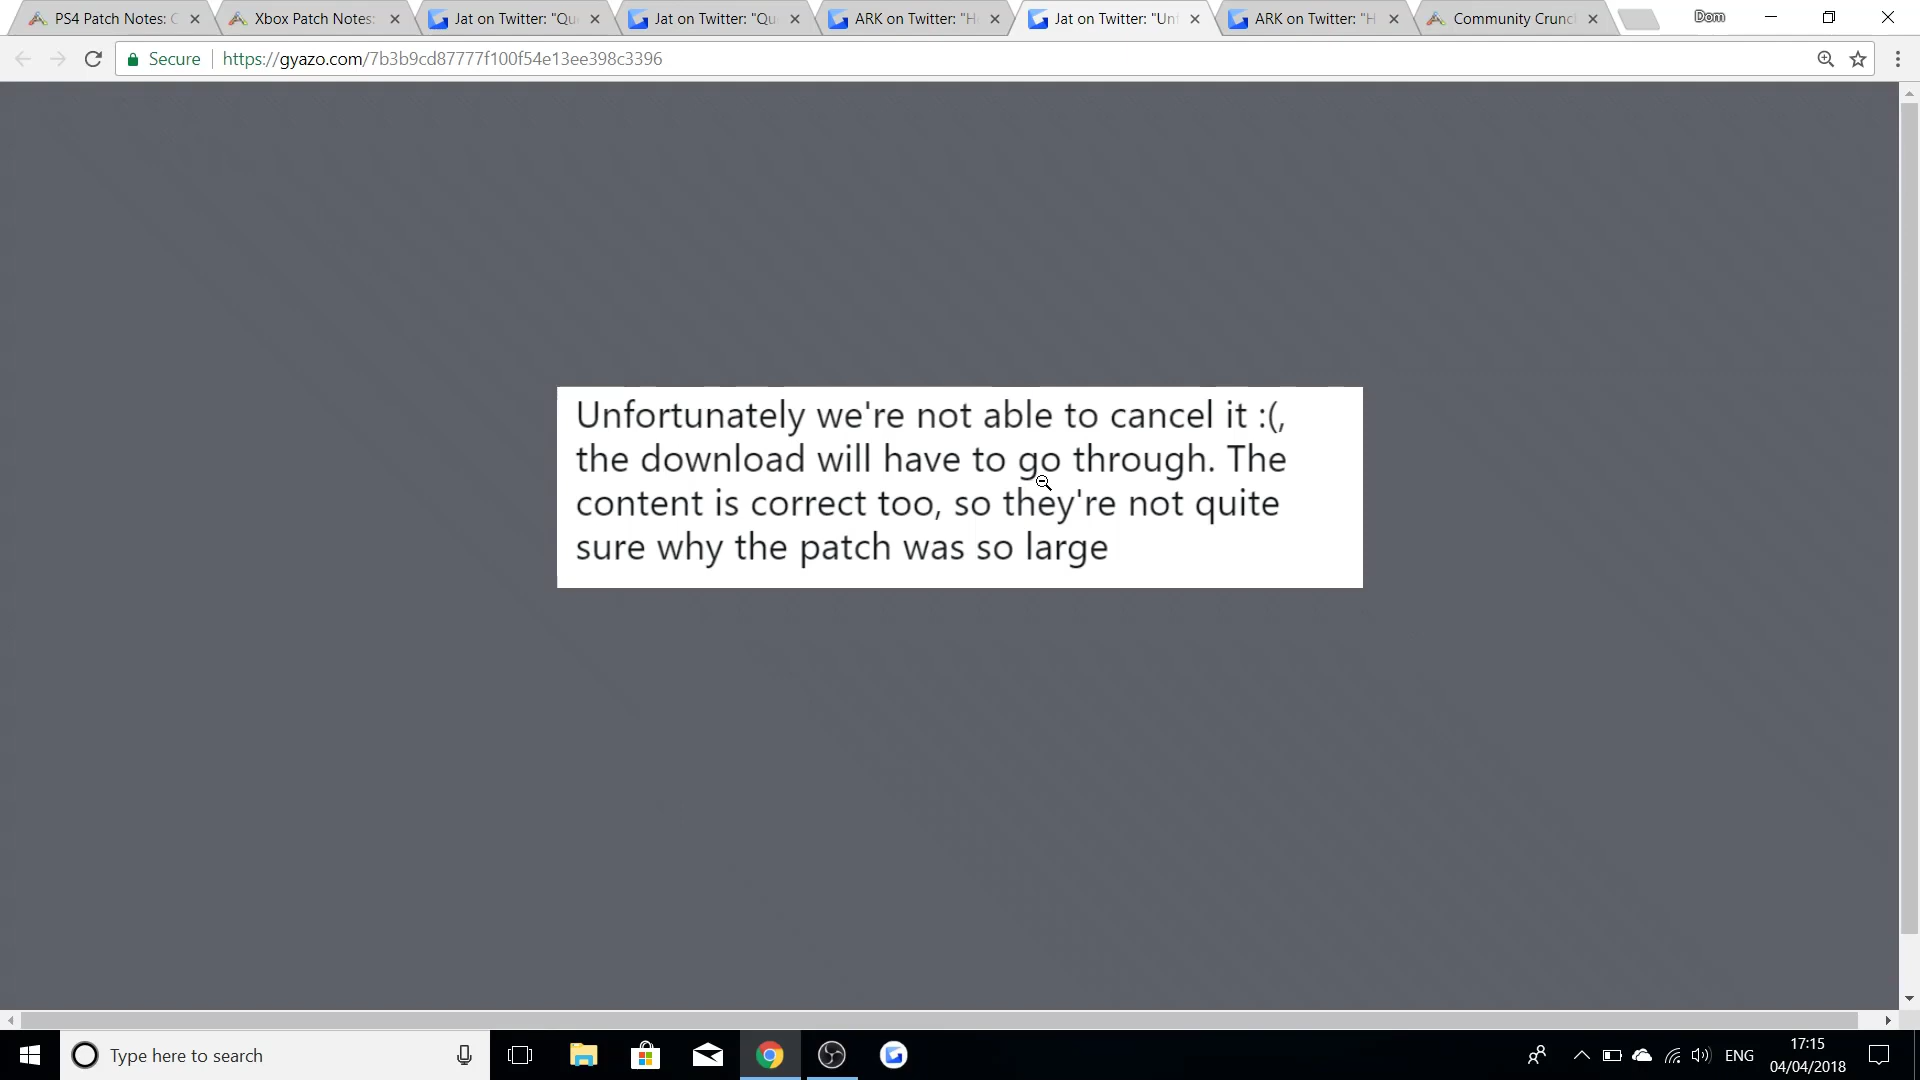 PS4 Patch Notes: C
Xbox Patch Notes:
Jat on Twitter: "Qu
Jat on Twitter: "Qu
ARK on Twitter: "H
Jat on Twitter: "Unf
ARK on Twitter: "H
Community Crunc
Dom
Secure
https://gyazo.com/7b3b9cd87777f100f54e13ee398c3396
Unfortunately we're not able to cancel it :(,
the download will have to go through. The
content is correct too, so they're not quite
sure why the patch was so large
Type here to search
ENG
17:15
04/04/2018